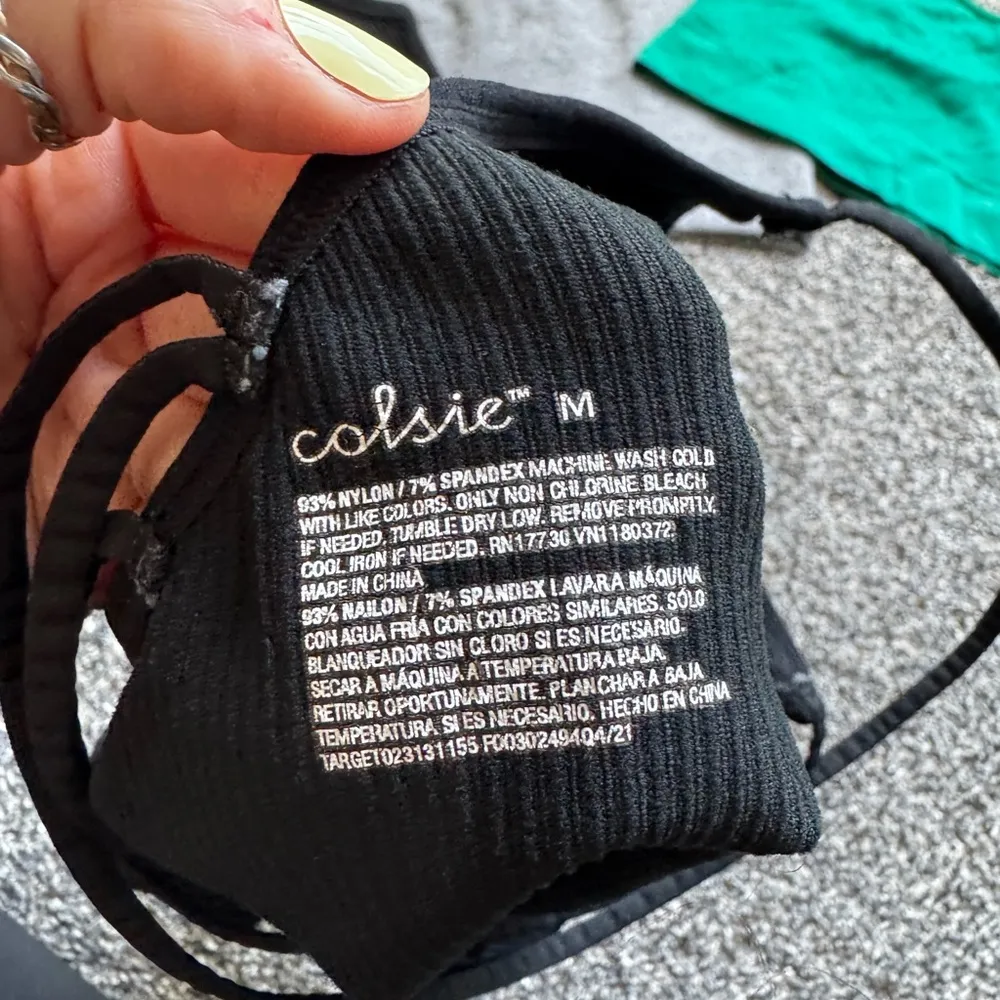 colsie™ M
93% NYLON / 7% SPANDEX MACHINE WASH COLD
WITH LIKE COLORS. ONLY NON CHLORINE BLEACH
IF NEEDED. TUMBLE DRY LOW. REMOVE PROMPTLY.
COOL IRON IF NEEDED. RN17730 VN1180372.
MADE IN CHINA
93% NAILON / 7% SPANDEX LAVAR A MÁQUINA
CON AGUA FRÍA CON COLORES SIMILARES. SÓLO
BLANQUEADOR SIN CLORO SI ES NECESARIO.
SECAR A MÁQUINA A TEMPERATURA BAJA.
RETIRAR OPORTUNAMENTE. PLANCHAR A BAJA
TEMPERATURA SI ES NECESARIO. HECHO EN CHINA
TARGET023131155 F00302494Q4/21